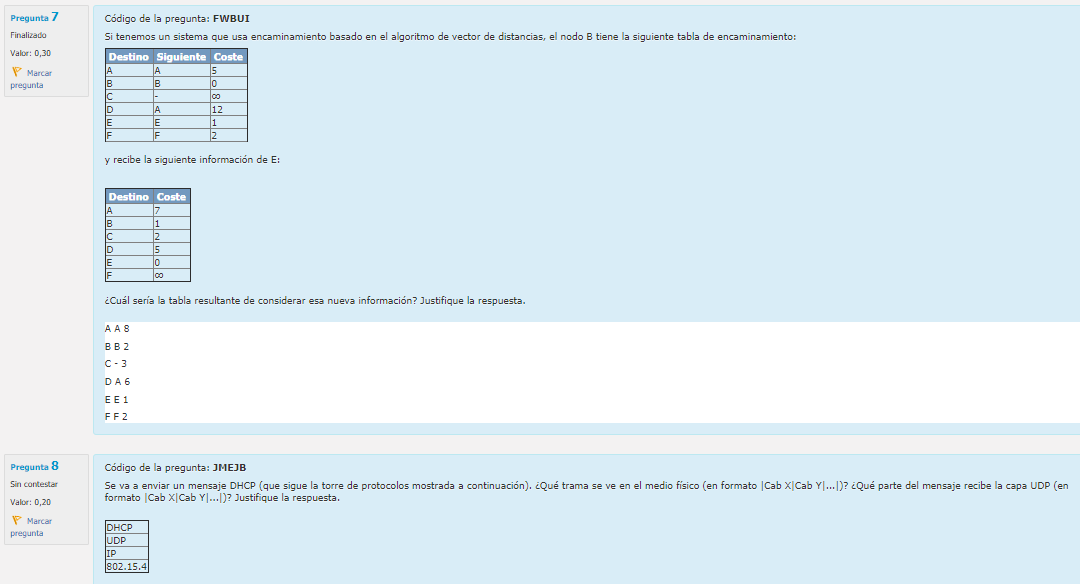 Pregunta 7
Finalizado
Valor: 0,30
Marcar
pregunta
Código de la pregunta: FWBUI
Si tenemos un sistema que usa encaminamiento basado en el algoritmo de vector de distancias, el nodo B tiene la siguiente tabla de encaminamiento:
Destino Siguiente Coste
A A 5
B B 0
C - ∞
D A 12
E E 1
F F 2
y recibe la siguiente información de E:
Destino Coste
A 7
B 1
C 2
D 5
E 0
F ∞
¿Cuál sería la tabla resultante de considerar esa nueva información? Justifique la respuesta.
A A 8
B B 2
C - 3
D A 6
E E 1
F F 2
Pregunta 8
Sin contestar
Valor: 0,20
Marcar
pregunta
Código de la pregunta: JMEJB
Se va a enviar un mensaje DHCP (que sigue la torre de protocolos mostrada a continuación). ¿Qué trama se ve en el medio físico (en formato |Cab X|Cab Y|...|)? ¿Qué parte del mensaje recibe la capa UDP (en
formato |Cab X|Cab Y|...|)? Justifique la respuesta.
DHCP
UDP
IP
802.15.4